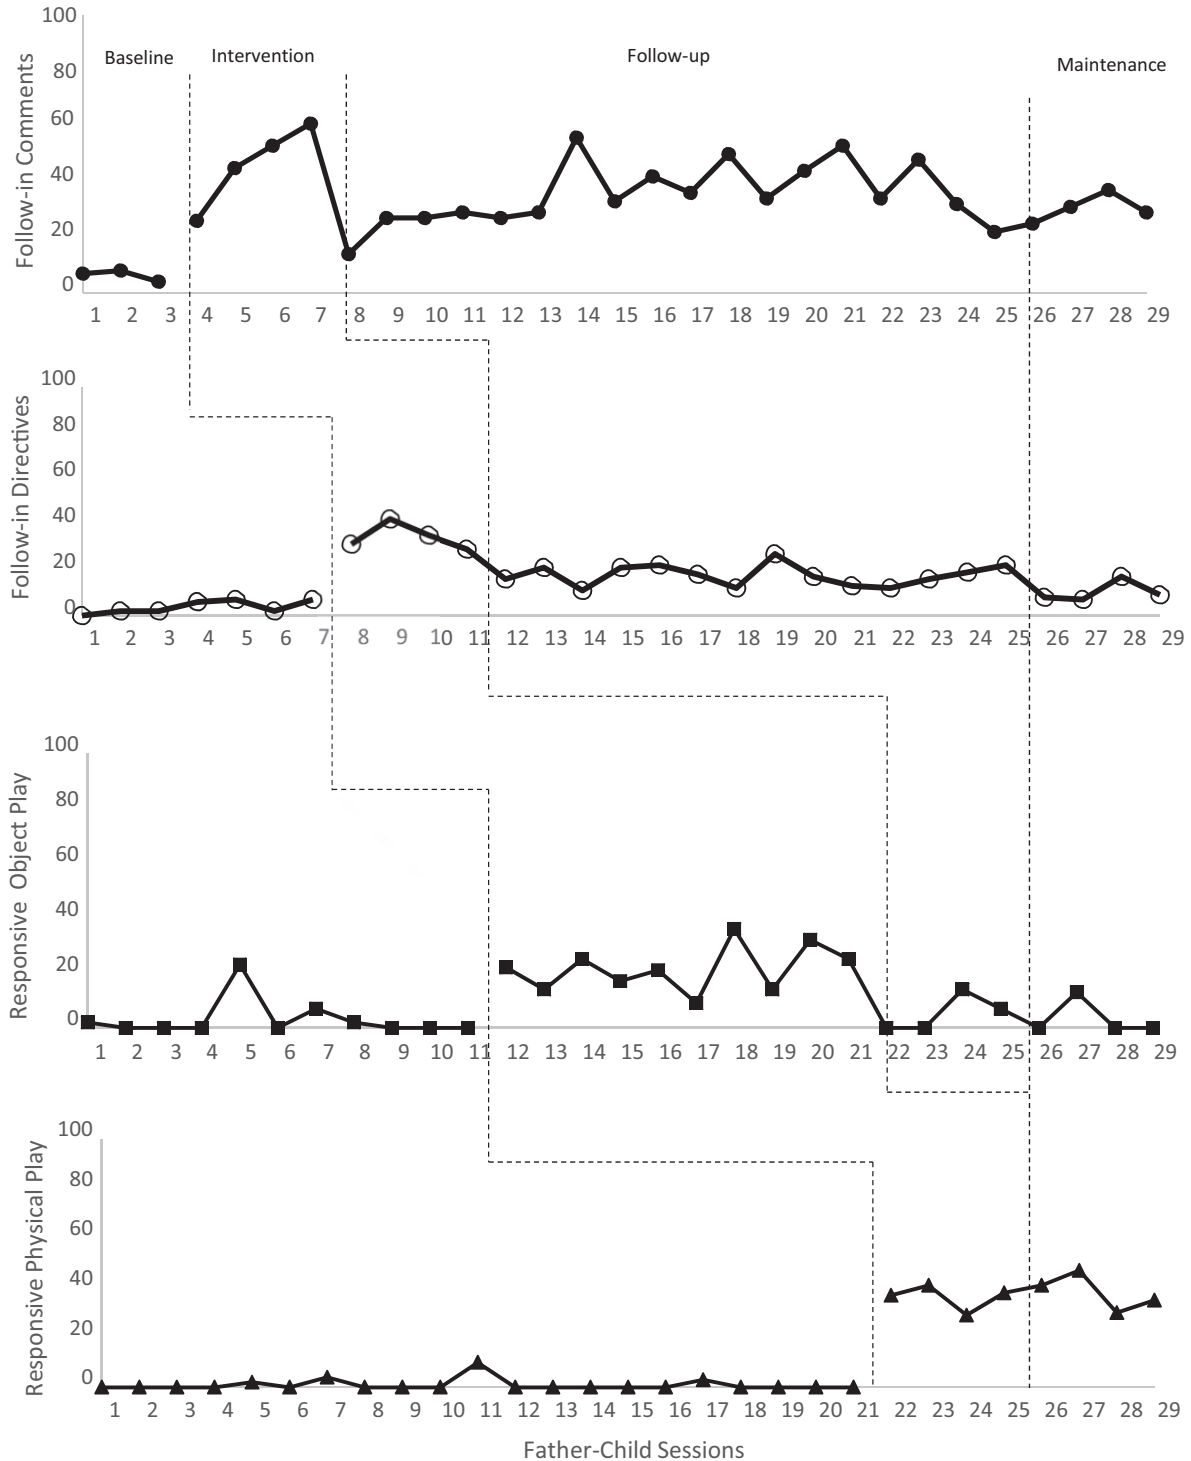 100
Baseline
Intervention
Follow-up
Maintenance
80
60
40
20
0
Follow-in Comments
1 2 3 4 5 6 7 8 9 10 11 12 13 14 15 16 17 18 19 20 21 22 23 24 25 26 27 28 29
100
80
60
40
20
0
Follow-in Directives
1 2 3 4 5 6 7 8 9 10 11 12 13 14 15 16 17 18 19 20 21 22 23 24 25 26 27 28 29
100
80
60
40
20
0
Responsive Object Play
1 2 3 4 5 6 7 8 9 10 11 12 13 14 15 16 17 18 19 20 21 22 23 24 25 26 27 28 29
100
80
60
40
20
0
Responsive Physical Play
1 2 3 4 5 6 7 8 9 10 11 12 13 14 15 16 17 18 19 20 21 22 23 24 25 26 27 28 29
Father-Child Sessions